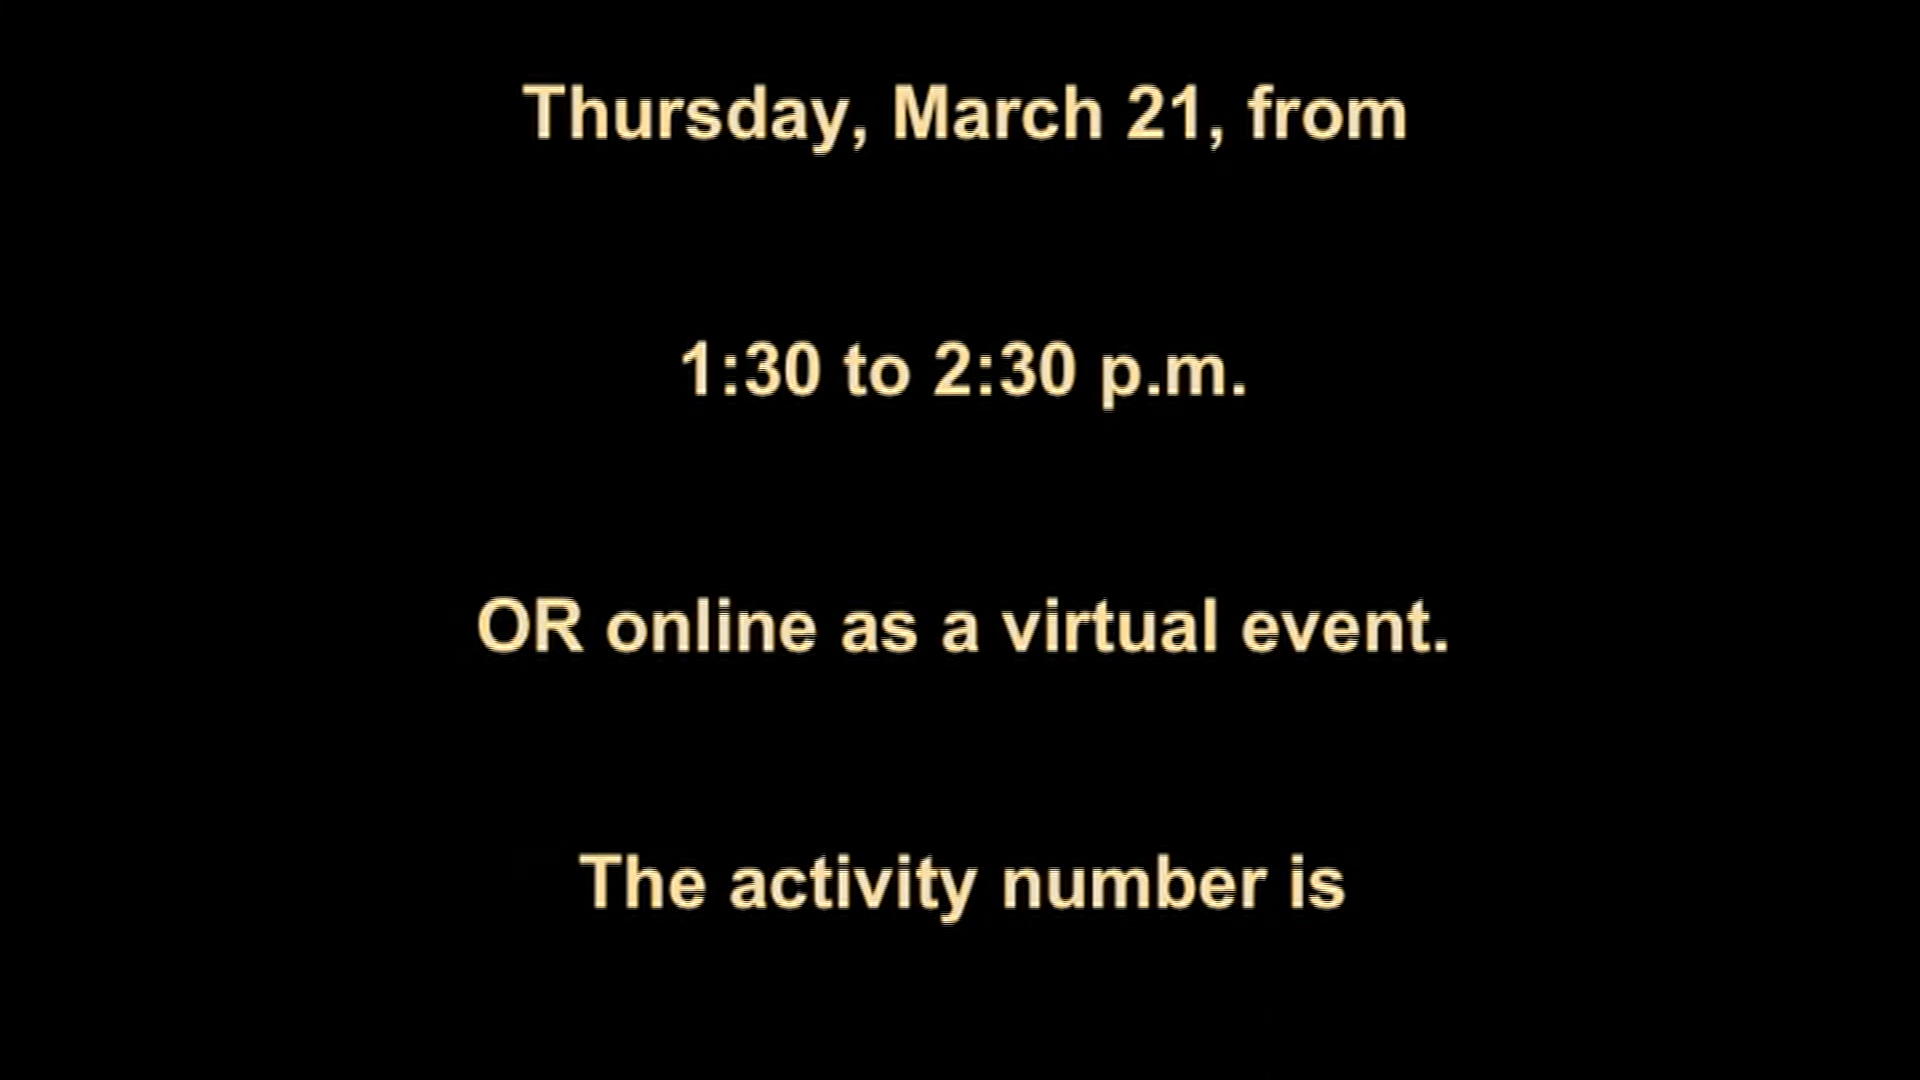 Thursday, March 21, from
1:30 to 2:30 p.m.
OR online as a virtual event.
The activity number is